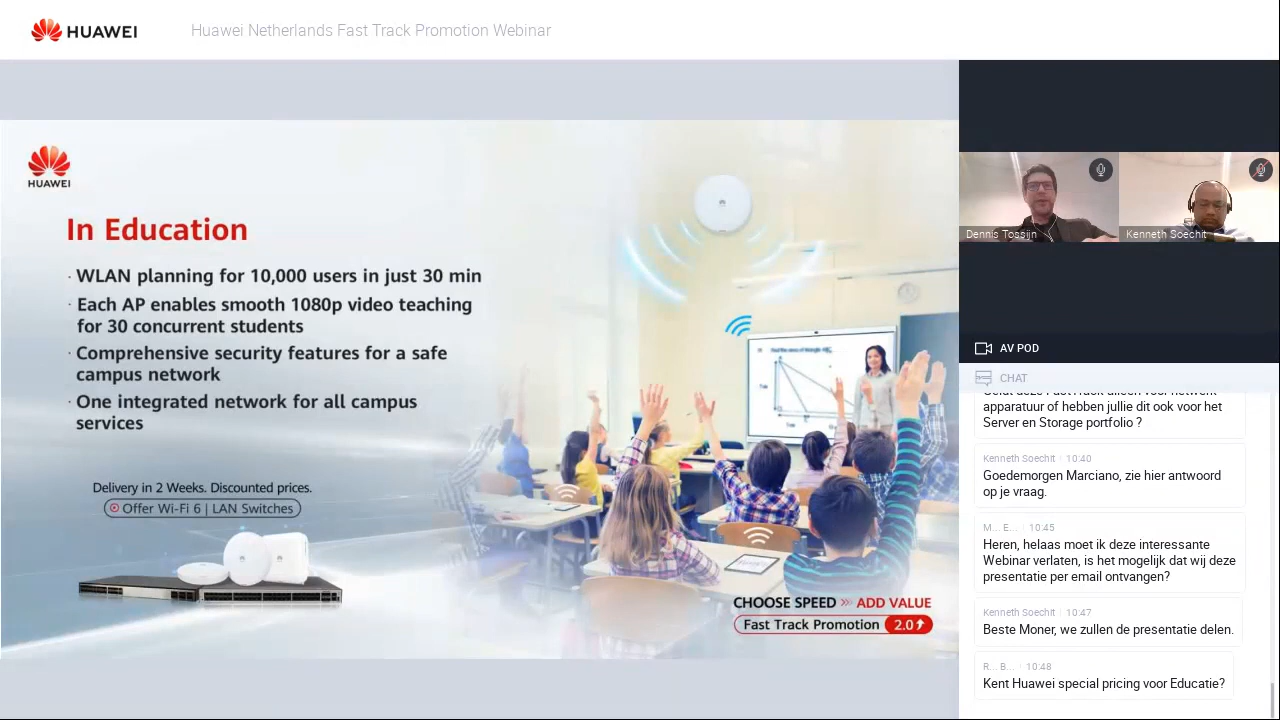 HUAWEI
Huawei Netherlands Fast Track Promotion Webinar
HUAWEI
In Education
· WLAN planning for 10,000 users in just 30 min
· Each AP enables smooth 1080p video teaching
for 30 concurrent students
· Comprehensive security features for a safe
campus network
· One integrated network for all campus
services
Delivery in 2 Weeks. Discounted prices.
Offer Wi-Fi 6 | LAN Switches
CHOOSE SPEED »» ADD VALUE
Fast Track Promotion 2.0
Dennis Tossijn
Kenneth Soechit
AV POD
CHAT
apparatuur of hebben jullie dit ook voor het
Server en Storage portfolio ?
Kenneth Soechit 10:40
Goedemorgen Marciano, zie hier antwoord
op je vraag.
M... E... 10:45
Heren, helaas moet ik deze interessante
Webinar verlaten, is het mogelijk dat wij deze
presentatie per email ontvangen?
Kenneth Soechit 10:47
Beste Moner, we zullen de presentatie delen.
R... B... 10:48
Kent Huawei special pricing voor Educatie?